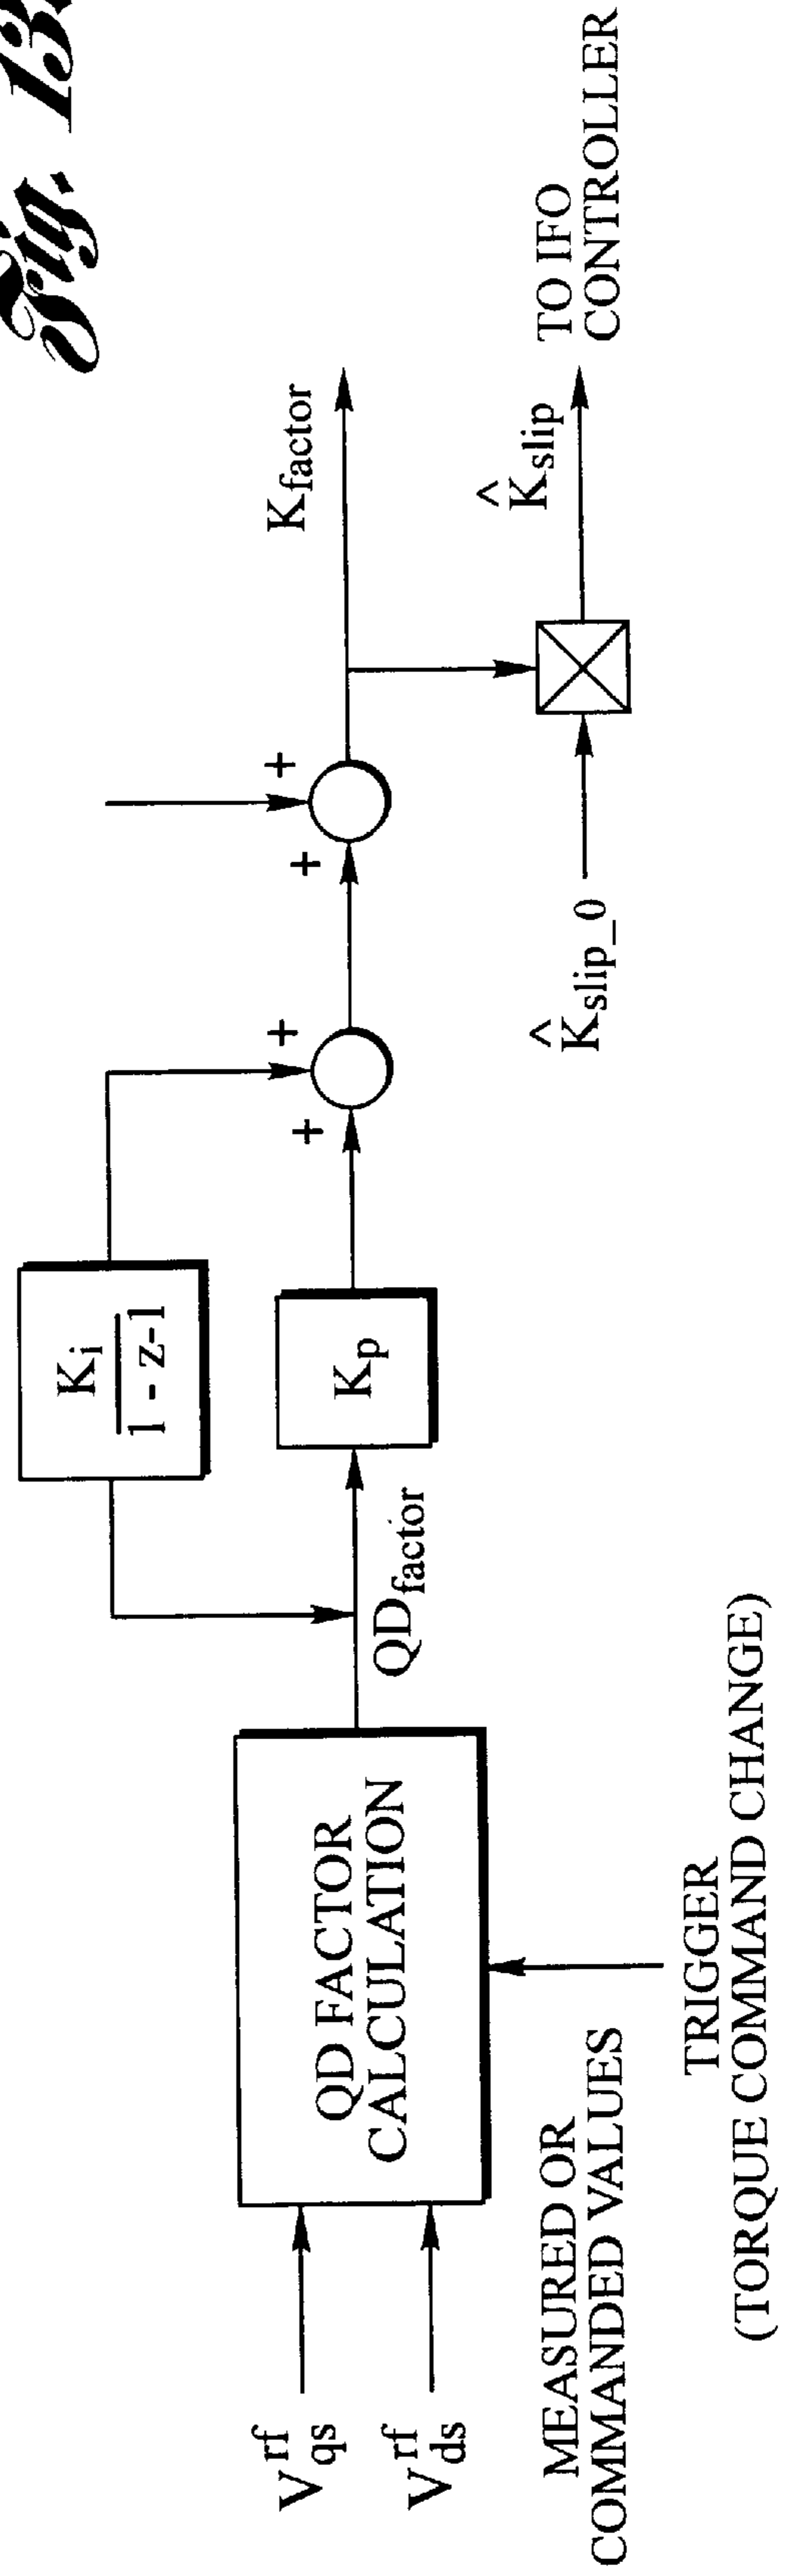 Fig. 13
K_i
1 - z-1
+
+
+
+
K_factor
V^rf_qs
V^rf_ds
QD FACTOR
CALCULATION
QD_factor
K_p
K̂_slip_0
K̂_slip
TO IFO
CONTROLLER
MEASURED OR
COMMANDED VALUES
TRIGGER
(TORQUE COMMAND CHANGE)